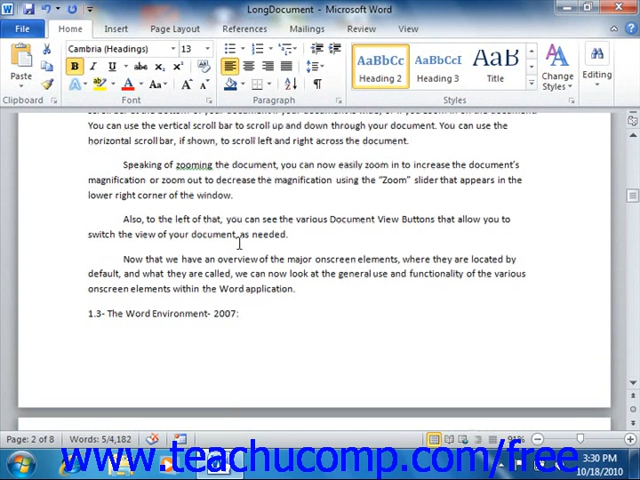 LongDocument - Microsoft Word
File Home Insert Page Layout References Mailings Review View
Cambria (Headings) 13
Paste
B I U
AaBbCc AaBbCc AaBb
Heading 2 Heading 3 Title
Change Styles
Editing
Clipboard Font Paragraph Styles
You can use the vertical scroll bar to scroll up and down through your document. You can use the
horizontal scroll bar, if shown, to scroll left and right across the document.
Speaking of zooming the document, you can now easily zoom in to increase the document's
magnification or zoom out to decrease the magnification using the "Zoom" slider that appears in the
lower right corner of the window.
Also, to the left of that, you can see the various Document View Buttons that allow you to
switch the view of your document, as needed.
Now that we have an overview of the major onscreen elements, where they are located by
default, and what they are called, we can now look at the general use and functionality of the various
onscreen elements within the Word application.
1.3- The Word Environment- 2007:
Page: 2 of 8 Words: 5/4,182 91%
www.teachucomp.com/free
3:30 PM
10/18/2010